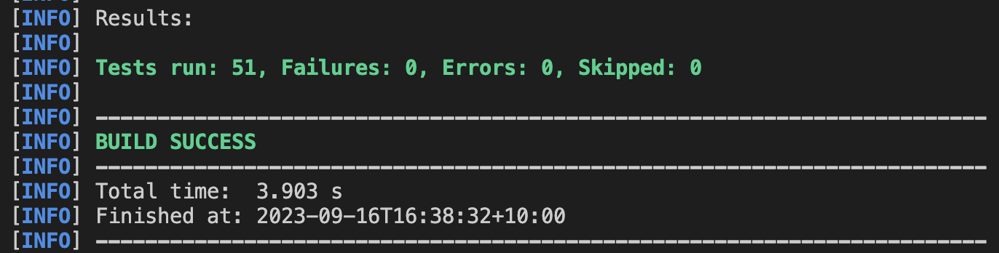 [INFO] Results:
[INFO]
[INFO] Tests run: 51, Failures: 0, Errors: 0, Skipped: 0
[INFO]
[INFO] ------------------------------------------------------------------------
[INFO] BUILD SUCCESS
[INFO] ------------------------------------------------------------------------
[INFO] Total time:  3.903 s
[INFO] Finished at: 2023-09-16T16:38:32+10:00
[INFO] ------------------------------------------------------------------------